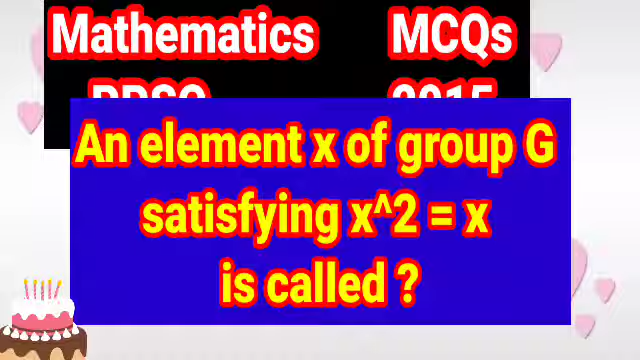 Mathematics MCQs
An element x of group G
satisfying x^2 = x
is called ?